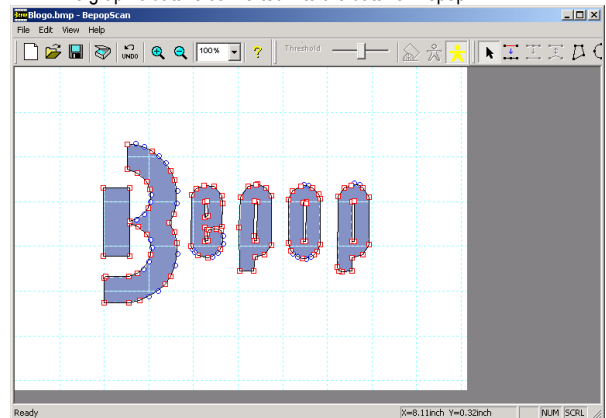 Blogo.bmp - BepopScan
File Edit View Help
UNDO 100% ? Threshold
Bepop
Ready X=8.11inch Y=0.32inch NUM SCRL